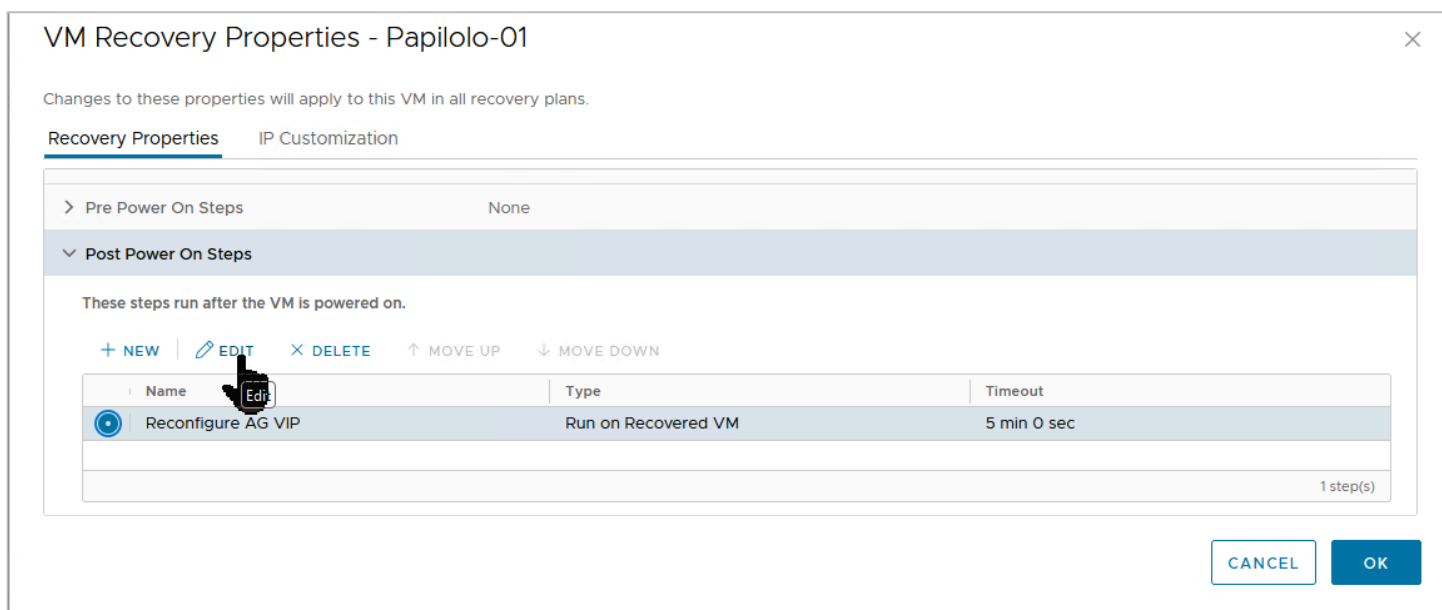 VM Recovery Properties - Papilolo-01
Changes to these properties will apply to this VM in all recovery plans.
Recovery Properties IP Customization
Pre Power On Steps None
Post Power On Steps
These steps run after the VM is powered on.
NEW EDIT DELETE MOVE UP MOVE DOWN
Name Type Timeout
Edit
Reconfigure AG VIP Run on Recovered VM 5 min 0 sec
1 step(s)
CANCEL OK